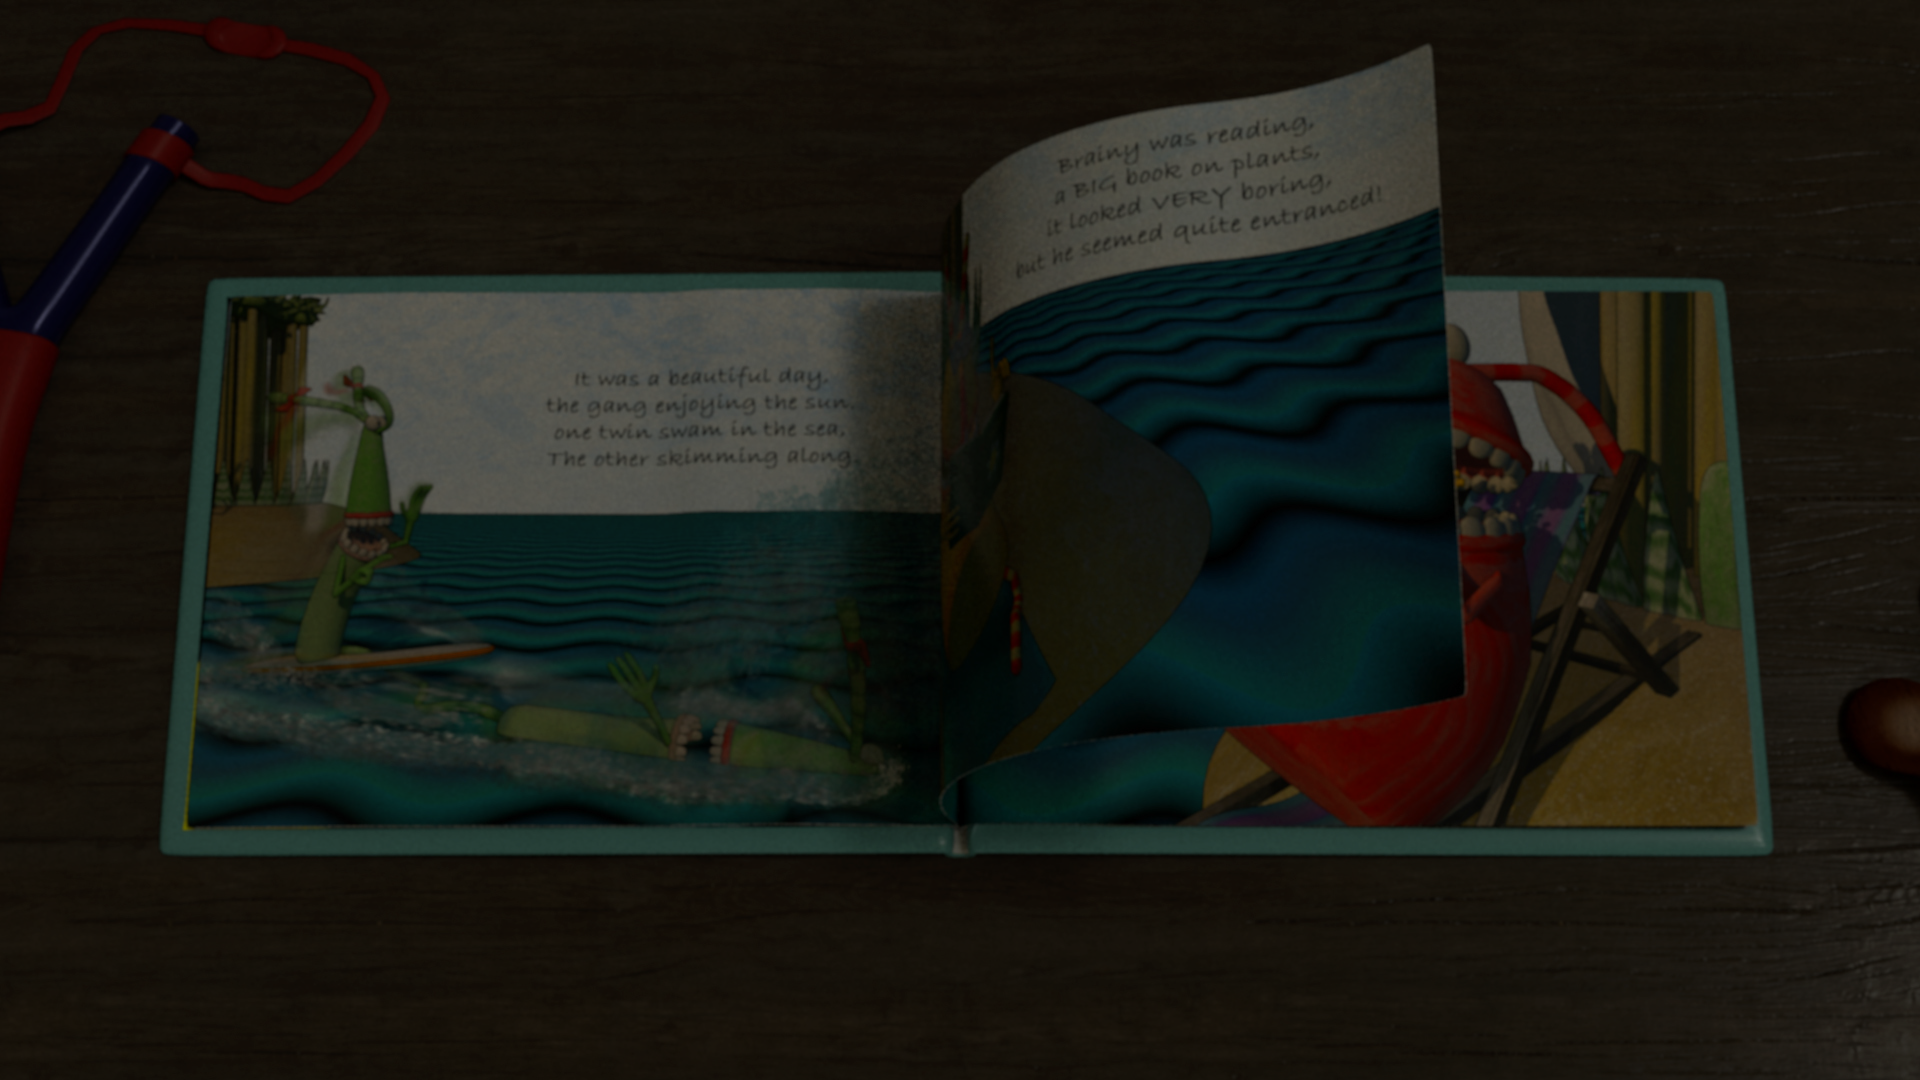 It was a beautiful day,
the gang enjoying the sun,
one twin swam in the sea,
The other skimming along.
Brainy was reading,
a BIG book on plants,
it looked VERY boring,
but he seemed quite entranced!